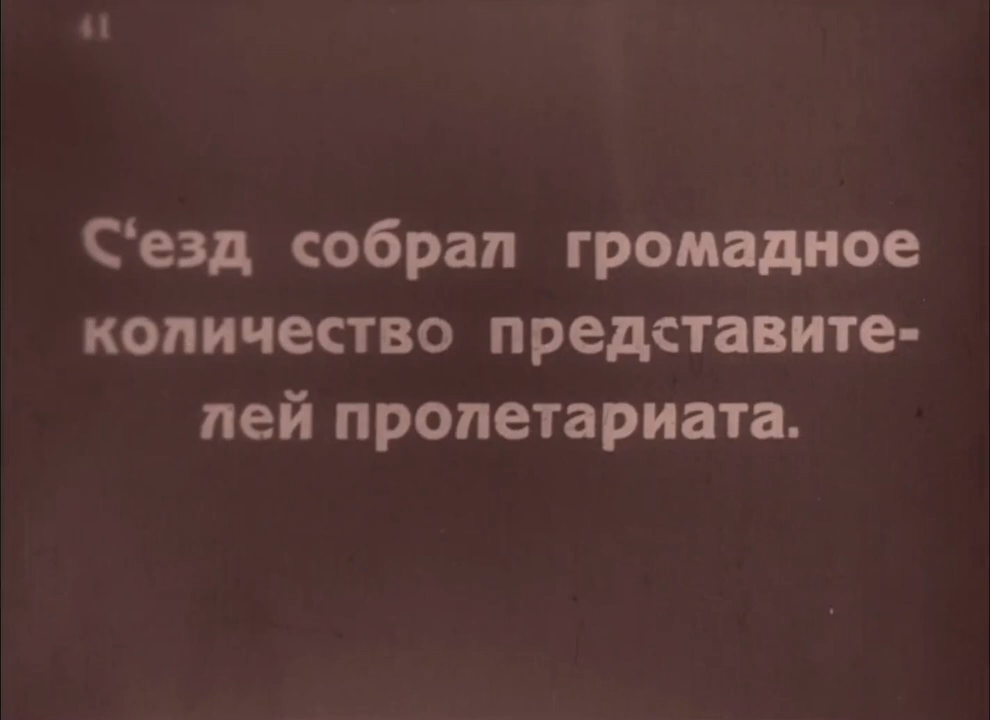 41
С‘езд собрал громадное
количество представите-
лей пролетариата.